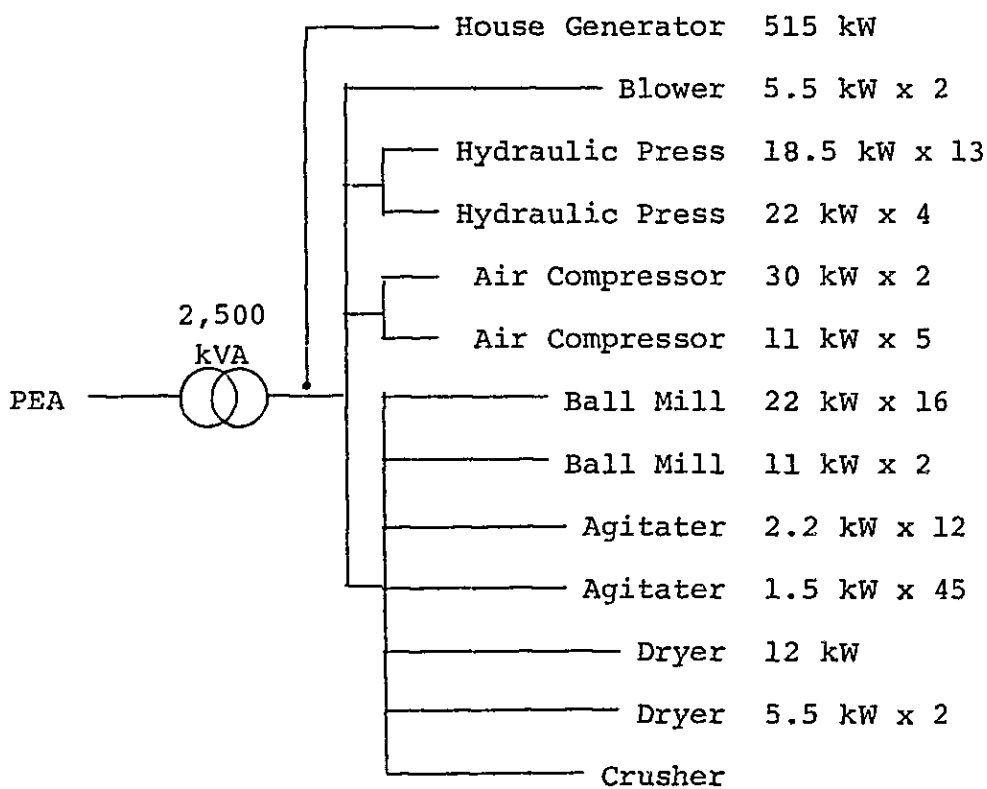 House Generator 515 kW
Blower 5.5 kW x 2
Hydraulic Press 18.5 kW x 13
Hydraulic Press 22 kW x 4
Air Compressor 30 kW x 2
2,500
kVA
Air Compressor 11 kW x 5
PEA
Ball Mill 22 kW x 16
Ball Mill 11 kW x 2
Agitater 2.2 kW x 12
Agitater 1.5 kW x 45
Dryer 12 kW
Dryer 5.5 kW x 2
Crusher